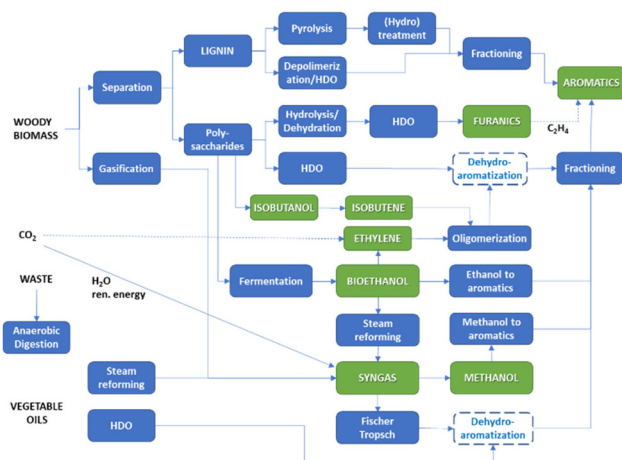 Pyrolysis
(Hydro)
treatment
LIGNIN
Fractioning
Separation
Depolimeriz
ation/HDO
AROMATICS
WOODY
BIOMASS
Poly-
saccharides
Hydrolysis/
Dehydration
HDO
FURANICS
C₂H₄
Gasification
HDO
Dehydro-
aromatization
Fractioning
ISOBUTANOL
ISOBUTENE
CO₂
ETHYLENE
Oligomerization
WASTE
H₂O
ren. energy
Fermentation
BIOETHANOL
Ethanol to
aromatics
Anaerobic
Digestion
Steam
reforming
Methanol to
aromatics
Steam
reforming
SYNGAS
METHANOL
VEGETABLE
OILS
HDO
Fischer
Tropsch
Dehydro-
aromatization